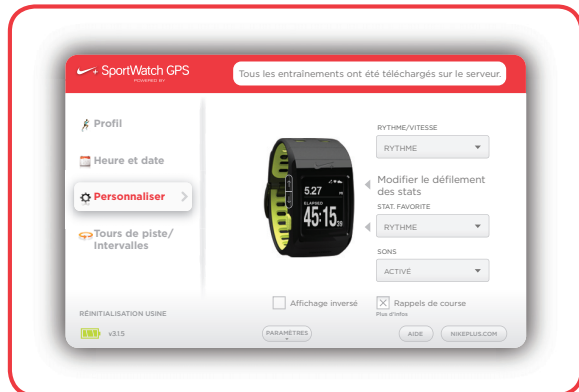 SportWatch GPS
POWERED BY
Tous les entraînements ont été téléchargés sur le serveur.
Profil
Heure et date
Personnaliser
Tours de piste/
Intervalles
RÉINITIALISATION USINE
v3.1.5
5.27
ELAPSED
45:15
39
RYTHME/VITESSE
RYTHME
Modifier le défilement
des stats
STAT. FAVORITE
RYTHME
SONS
ACTIVÉ
Affichage inversé
Rappels de course
Plus d'Infos
PARAMÈTRES
AIDE
NIKEPLUS.COM